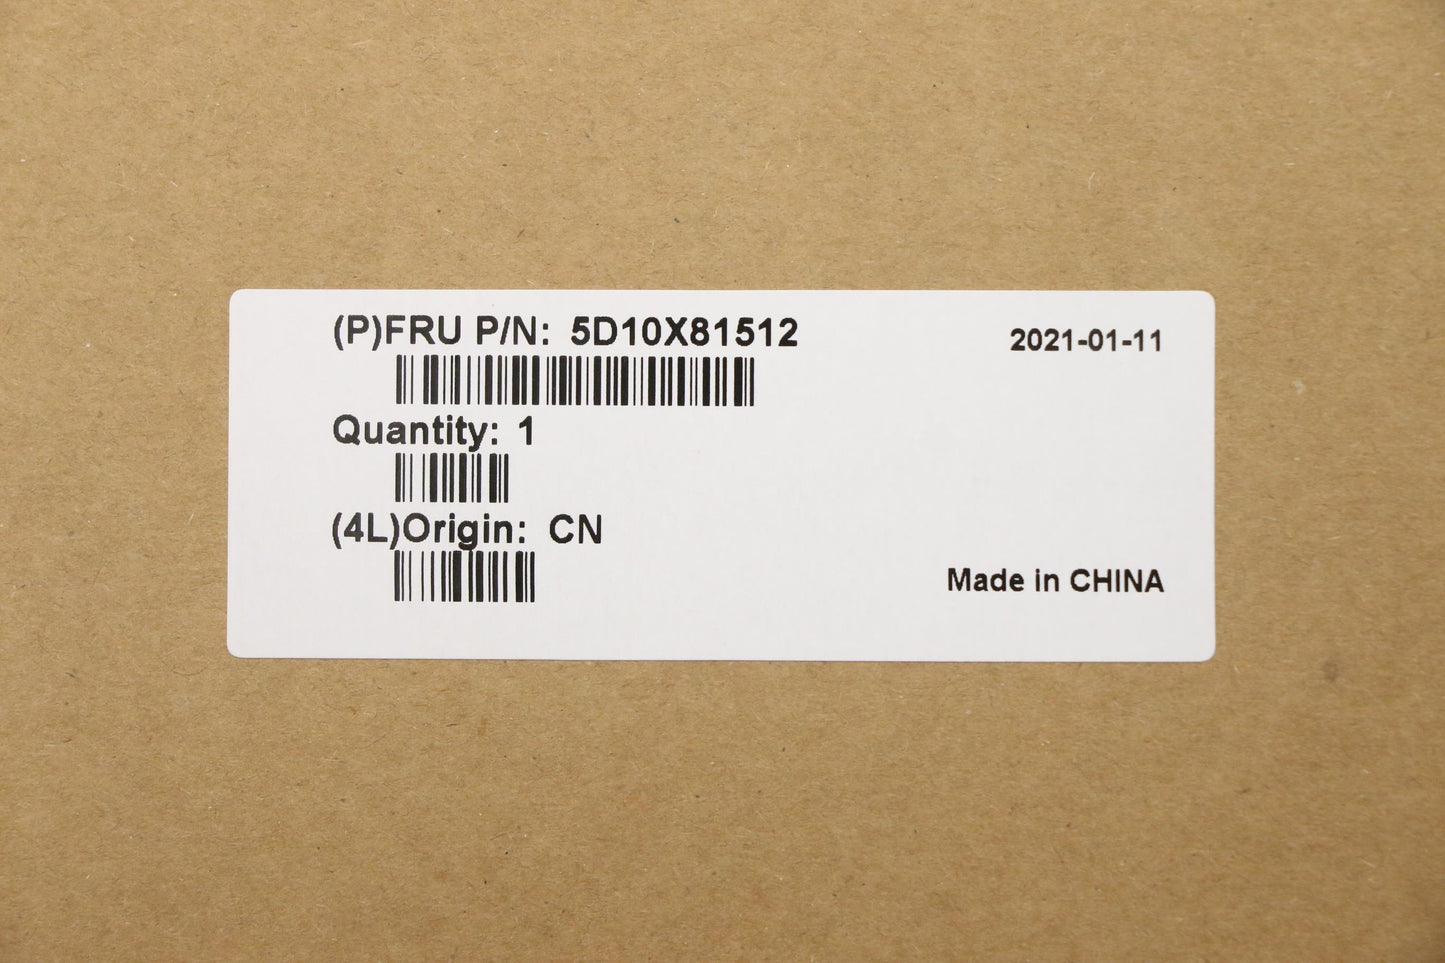 (P)FRU P/N: 5D10X81512
2021-01-11
Quantity: 1
(4L)Origin: CN
Made in CHINA